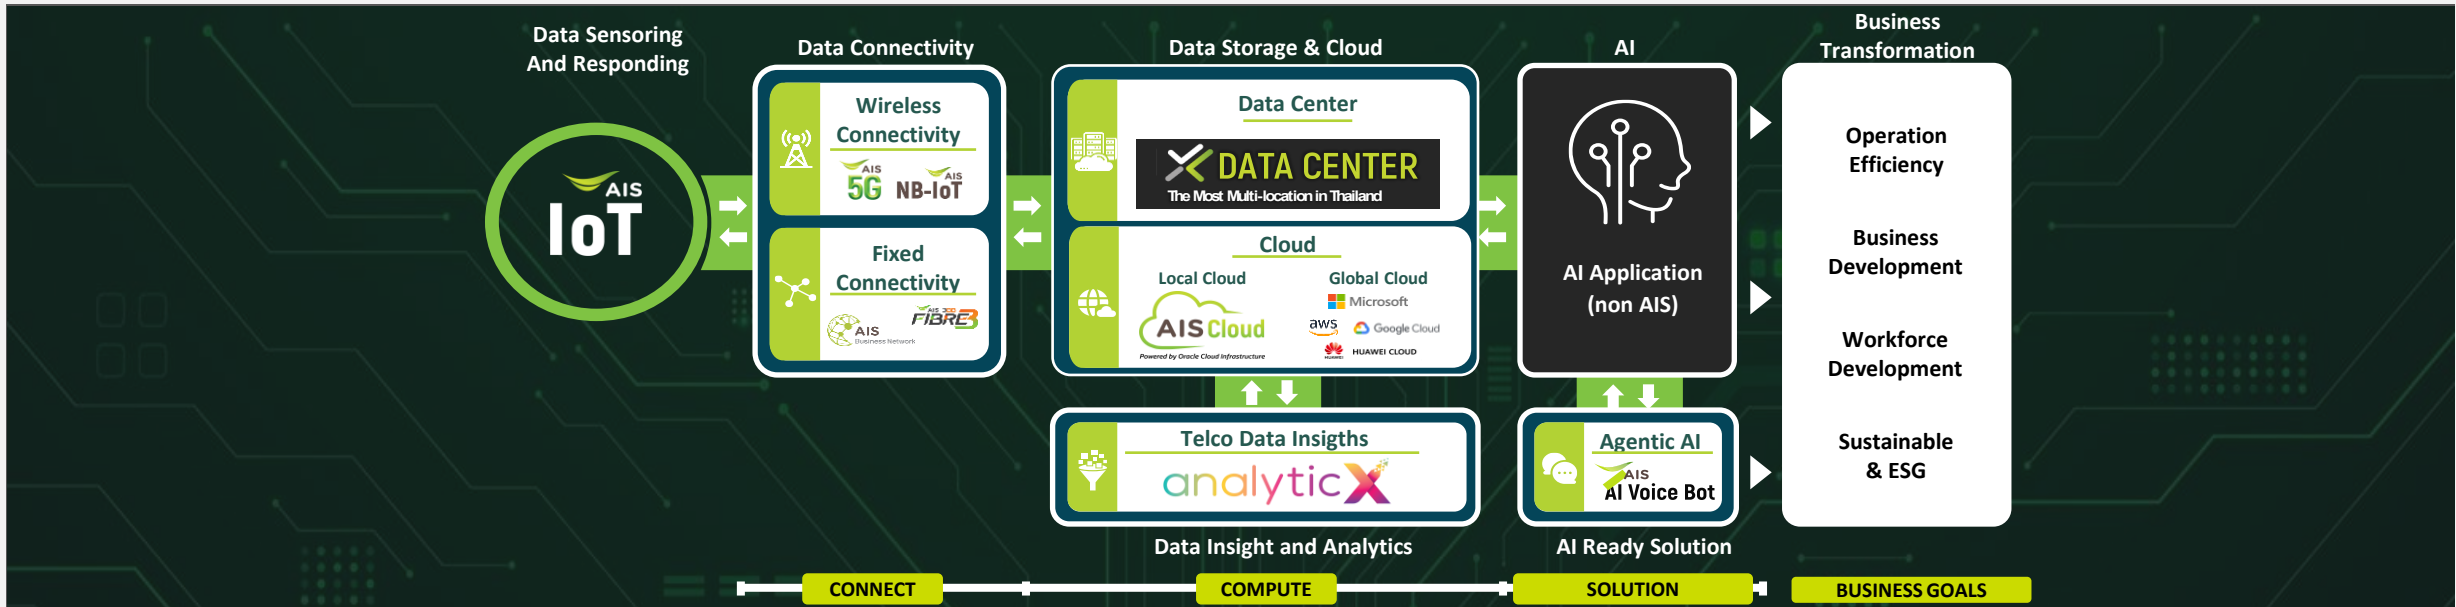 Data Sensoring
And Responding
AIS
IoT
Data Connectivity
Wireless
Connectivity
AIS
5G
AIS
NB-IoT
Fixed
Connectivity
AIS
Business Network
AIS
FIBRE3
Data Storage & Cloud
Data Center
DATA CENTER
The Most Multi-location in Thailand
Cloud
Local Cloud
AIS Cloud
Powered by Oracle Cloud Infrastructure
Global Cloud
Microsoft
aws
Google Cloud
HUAWEI
HUAWEI CLOUD
Telco Data Insigths
analyticX
Data Insight and Analytics
AI
AI Application
(non AIS)
Agentic AI
AIS
AI Voice Bot
AI Ready Solution
Business
Transformation
Operation
Efficiency
Business
Development
Workforce
Development
Sustainable
& ESG
CONNECT
COMPUTE
SOLUTION
BUSINESS GOALS